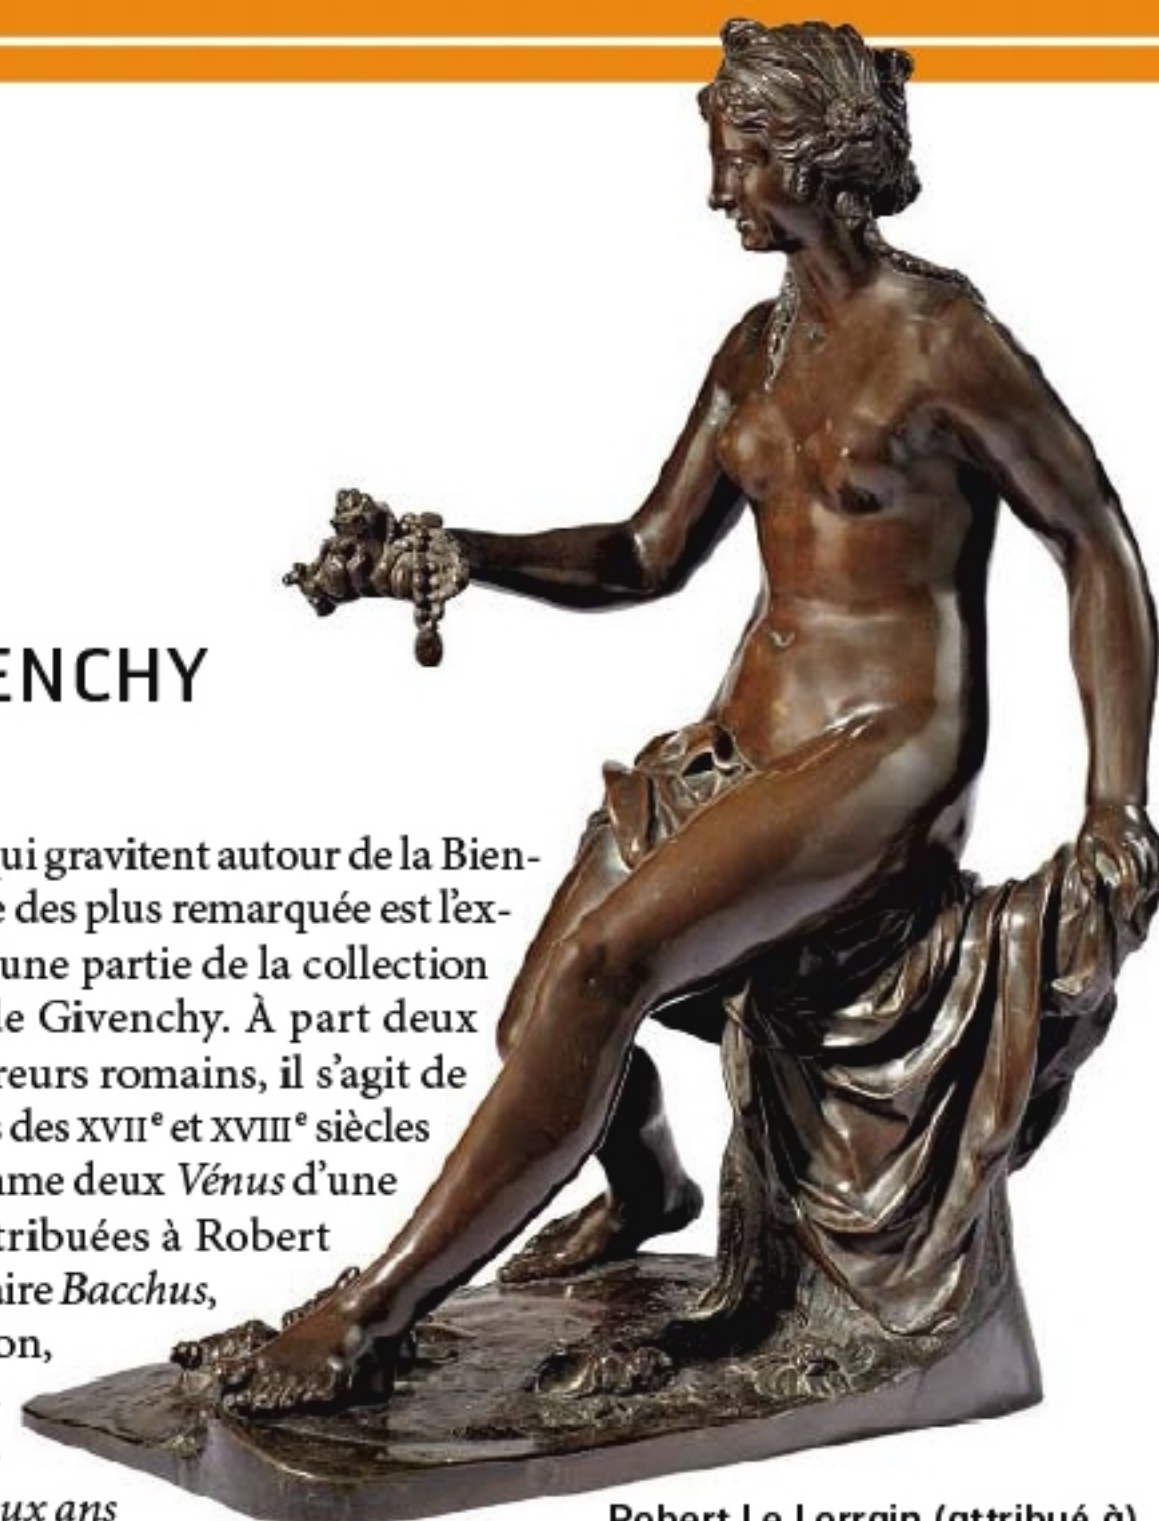 ENCHY
qui gravitent autour de la Bien-
e des plus remarquée est l’ex-
une partie de la collection
de Givenchy. À part deux
reurs romains, il s’agit de
s des XVIIᵉ et XVIIIᵉ siècles
mme deux Vénus d’une
tribuées à Robert
aire Bacchus,
on,
ux ans
Robert Le Lorrain (attribué à)